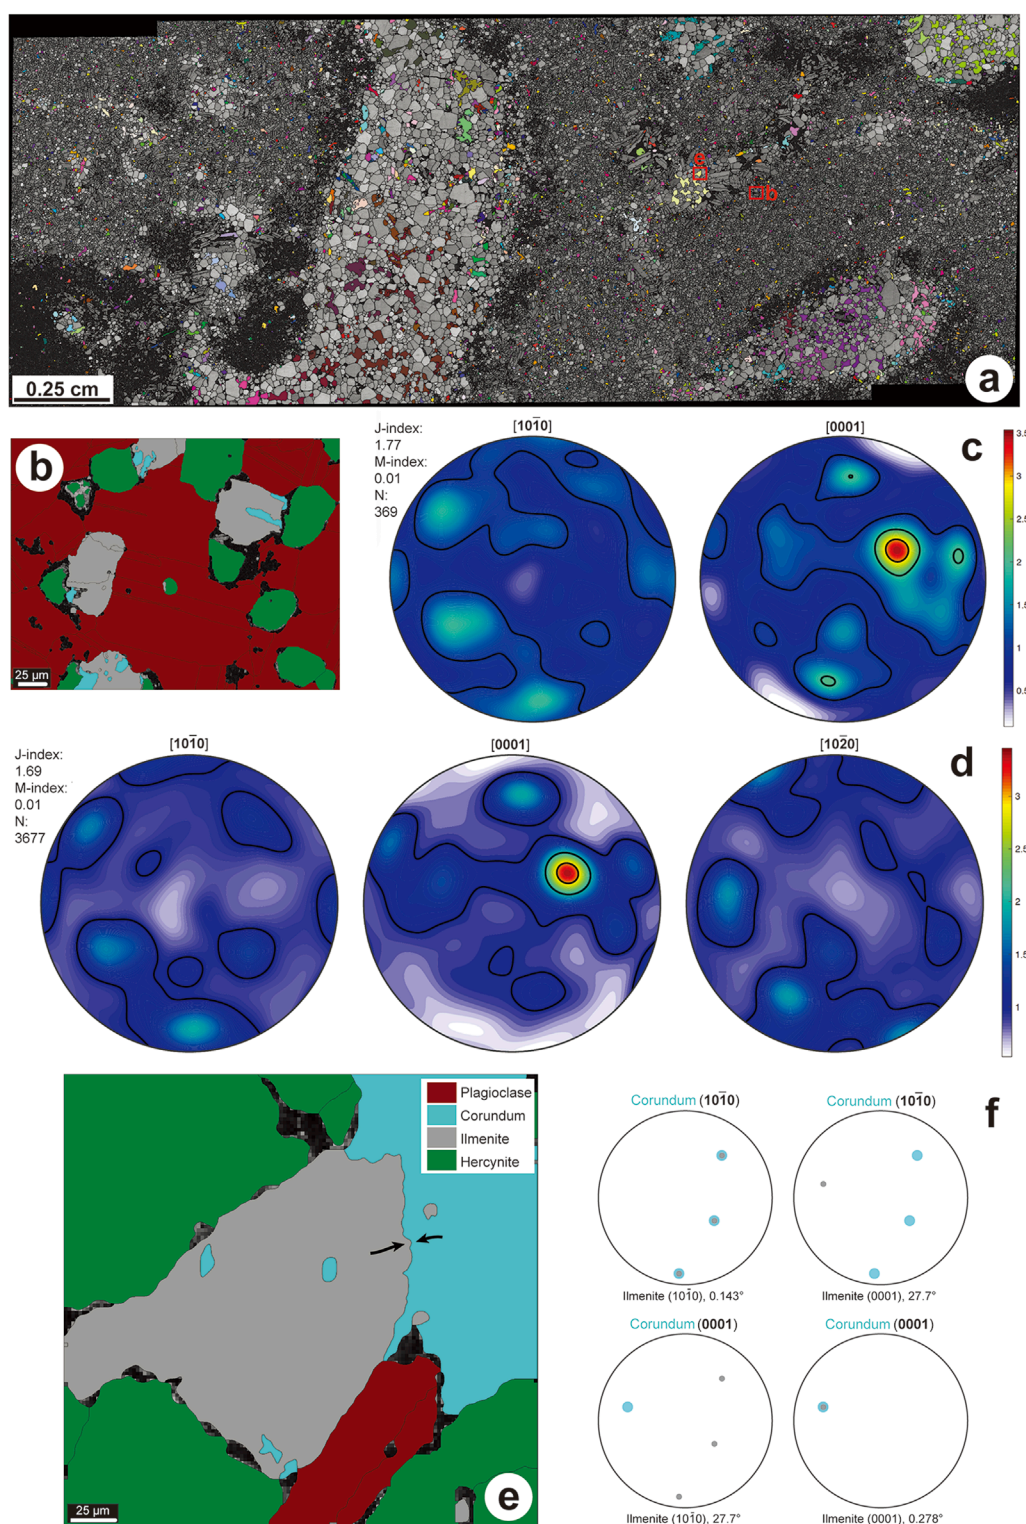 e
b
0.25 cm
a
b
25 µm
J-index:
1.77
M-index:
0.01
N:
369
[101̄0]
[0001]
c
3.5
3
2.5
2
1.5
1
0.5
J-index:
1.69
M-index:
0.01
N:
3677
[101̄0]
[0001]
[102̄0]
d
3
2.5
2
1.5
1
Plagioclase
Corundum
Ilmenite
Hercynite
25 µm
e
f
Corundum (101̄0)
Corundum (101̄0)
Ilmenite (101̄0), 0.143°
Ilmenite (0001), 27.7°
Corundum (0001)
Corundum (0001)
Ilmenite (101̄0), 27.7°
Ilmenite (0001), 0.278°